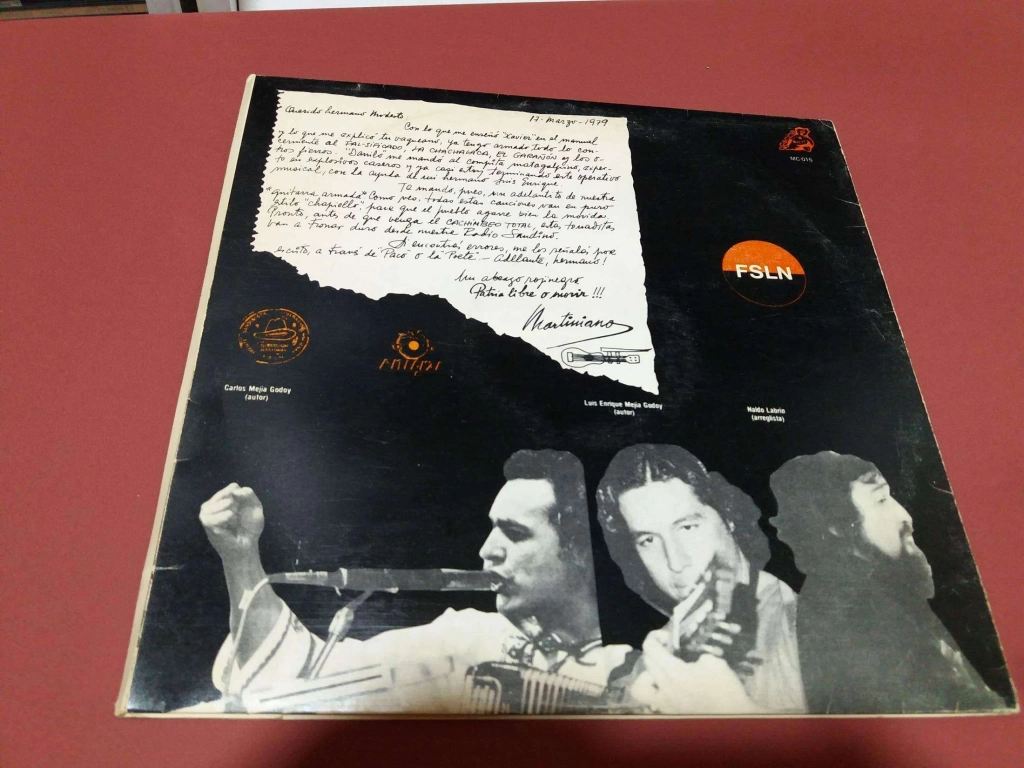 Querido hermano Modesto
17-Marzo-1979
Con lo que me enseñó "Xavier" en el manual
y lo que me explicó tu vaqueano, ya tengo armado todo lo con-
cerniente al FAL-SIFICADO, LA CHACHALACA, EL GARAÑÓN y los o-
tros fierros. "Danilo" me mandó al compita matagalpino, exper-
to en explosivos caseros y ya casi estoy terminando este operativo
musical, con la ayuda de mi hermano Luis Enrique.
Te mando, pues, un adelantito de nuestra
"guitarra armada". Como ves, todas estas canciones van en puro
"chapiollo", para que el pueblo agarre bien la movida.
Pronto, antes de que venga el CACHIMBEO TOTAL, estas tonaditas,
van a tronar duro desde nuestra Radio Sandino.
Si encontrás errores, me los señalás por
escrito, a través de Paco o la Poeta — Adelante, hermano!
Un abrazo rojinegro
Patria libre o morir!!!
Martiniano
MC-015
FSLN
Carlos Mejía Godoy
(autor)
Luis Enrique Mejía Godoy
(autor)
Naldo Labrín
(arreglista)